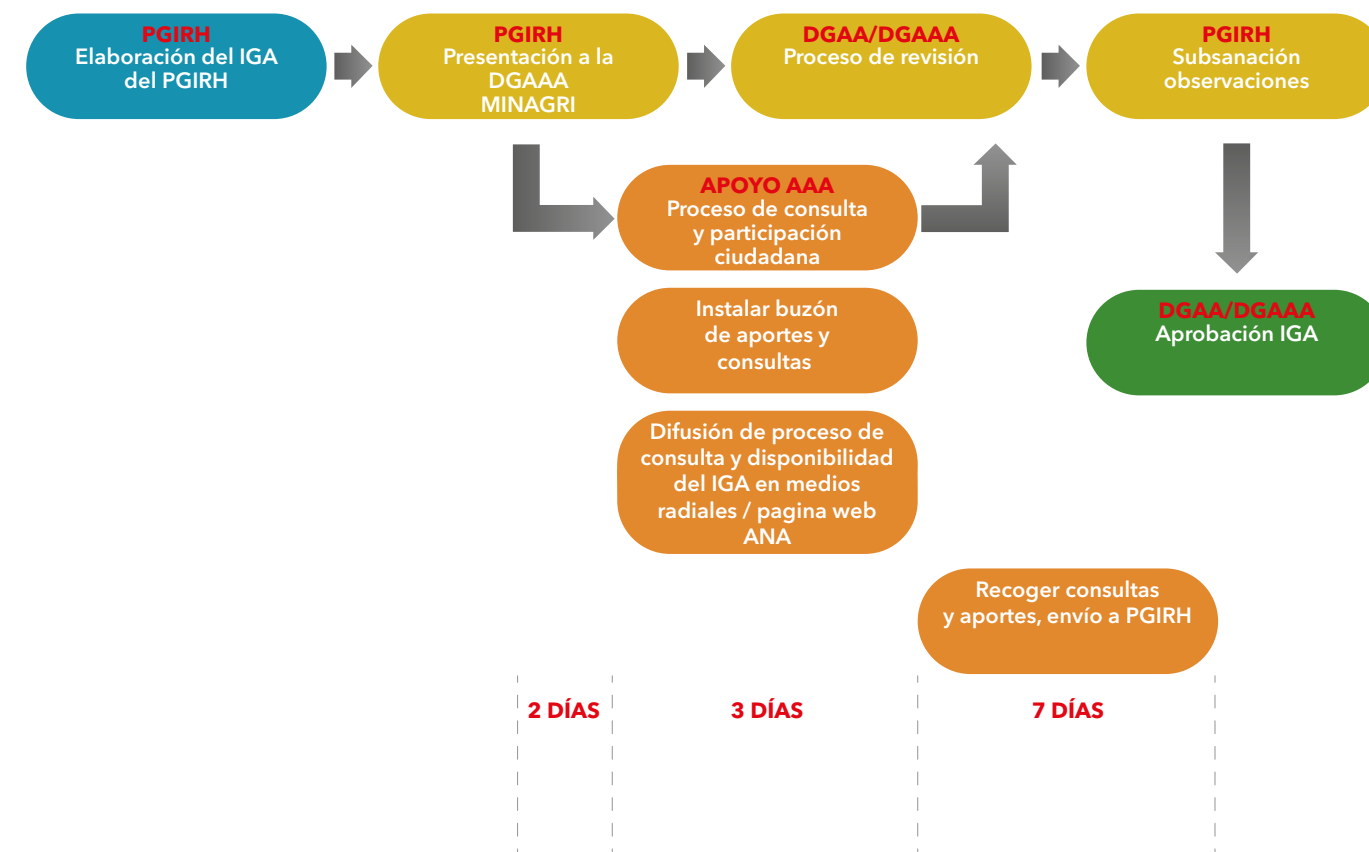 PGIRH
Elaboración del IGA
del PGIRH
PGIRH
Presentación a la
DGAAA
MINAGRI
DGAA/DGAAA
Proceso de revisión
PGIRH
Subsanación
observaciones
APOYO AAA
Proceso de consulta
y participación
ciudadana
Instalar buzón
de aportes y
consultas
DGAA/DGAAA
Aprobación IGA
Difusión de proceso de
consulta y disponibilidad
del IGA en medios
radiales / pagina web
ANA
Recoger consultas
y aportes, envío a PGIRH
2 DÍAS
3 DÍAS
7 DÍAS